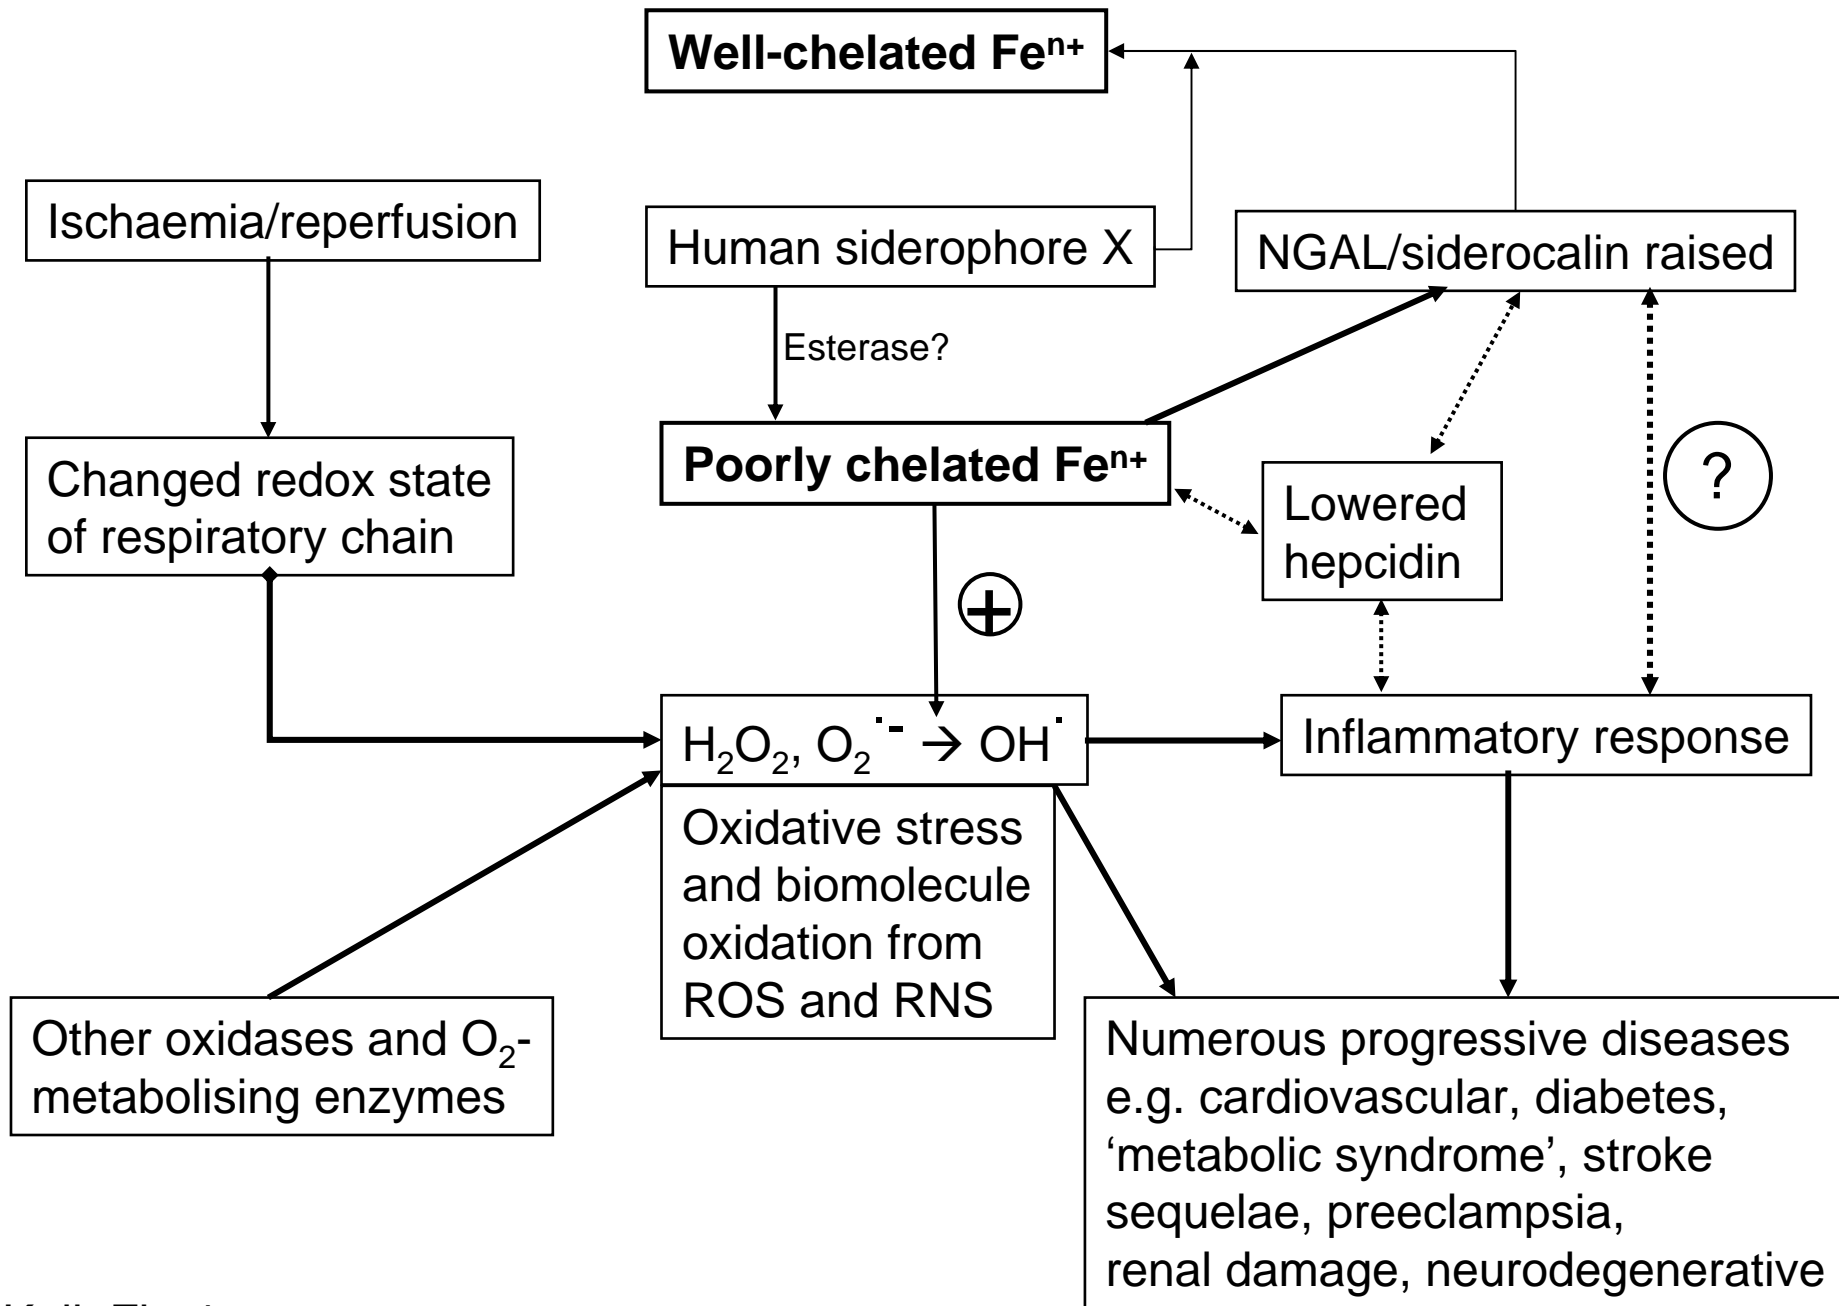 Well-chelated Feⁿ⁺
Ischaemia/reperfusion
Human siderophore X
NGAL/siderocalin raised
Esterase?
Changed redox state
of respiratory chain
Poorly chelated Feⁿ⁺
Lowered
hepcidin
?
+
H₂O₂, O₂˙⁻ → OH˙
Inflammatory response
Oxidative stress
and biomolecule
oxidation from
ROS and RNS
Other oxidases and O₂-
metabolising enzymes
Numerous progressive diseases
e.g. cardiovascular, diabetes,
‘metabolic syndrome’, stroke
sequelae, preeclampsia,
renal damage, neurodegenerative